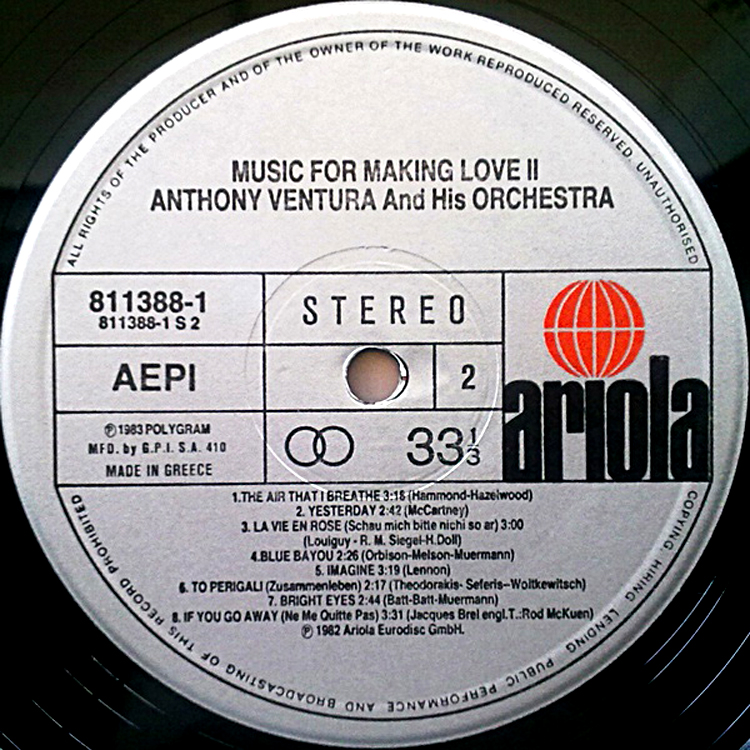 ALL RIGHTS OF THE PRODUCER AND OF THE OWNER OF THE WORK REPRODUCED RESERVED. UNAUTHORISED
MUSIC FOR MAKING LOVE II
ANTHONY VENTURA And His ORCHESTRA
811388-1
811388-1 S 2
STEREO
AEPI
2
ariola
℗1983 POLYGRAM
MFD. by G.P.I. S.A. 410
MADE IN GREECE
33 1/3
1.THE AIR THAT I BREATHE 3:18 (Hammond-Hazelwood)
2. YESTERDAY 2:42 (McCartney)
3. LA VIE EN ROSE (Schau mich bitte nichi so ar) 3:00
(Louiguy - R. M. Siegel-H.Doll)
4.BLUE BAYOU 2:26 (Orbison-Melson-Muermann)
5. IMAGINE 3:19 (Lennon)
6. TO PERIGALI (Zusammenleben) 2:17 (Theodorakis- Seferis-Woltkewitsch)
7. BRIGHT EYES 2:44 (Batt-Batt-Muermann)
8. IF YOU GO AWAY (Ne Me Quitte Pas) 3:31 (Jacques Brel engl.T.:Rod McKuen)
℗ 1982 Ariola Eurodisc GmbH.
COPYING HIRING LENDING PUBLIC PERFORMANCE AND BROADCASTING OF THIS RECORD PROHIBITED